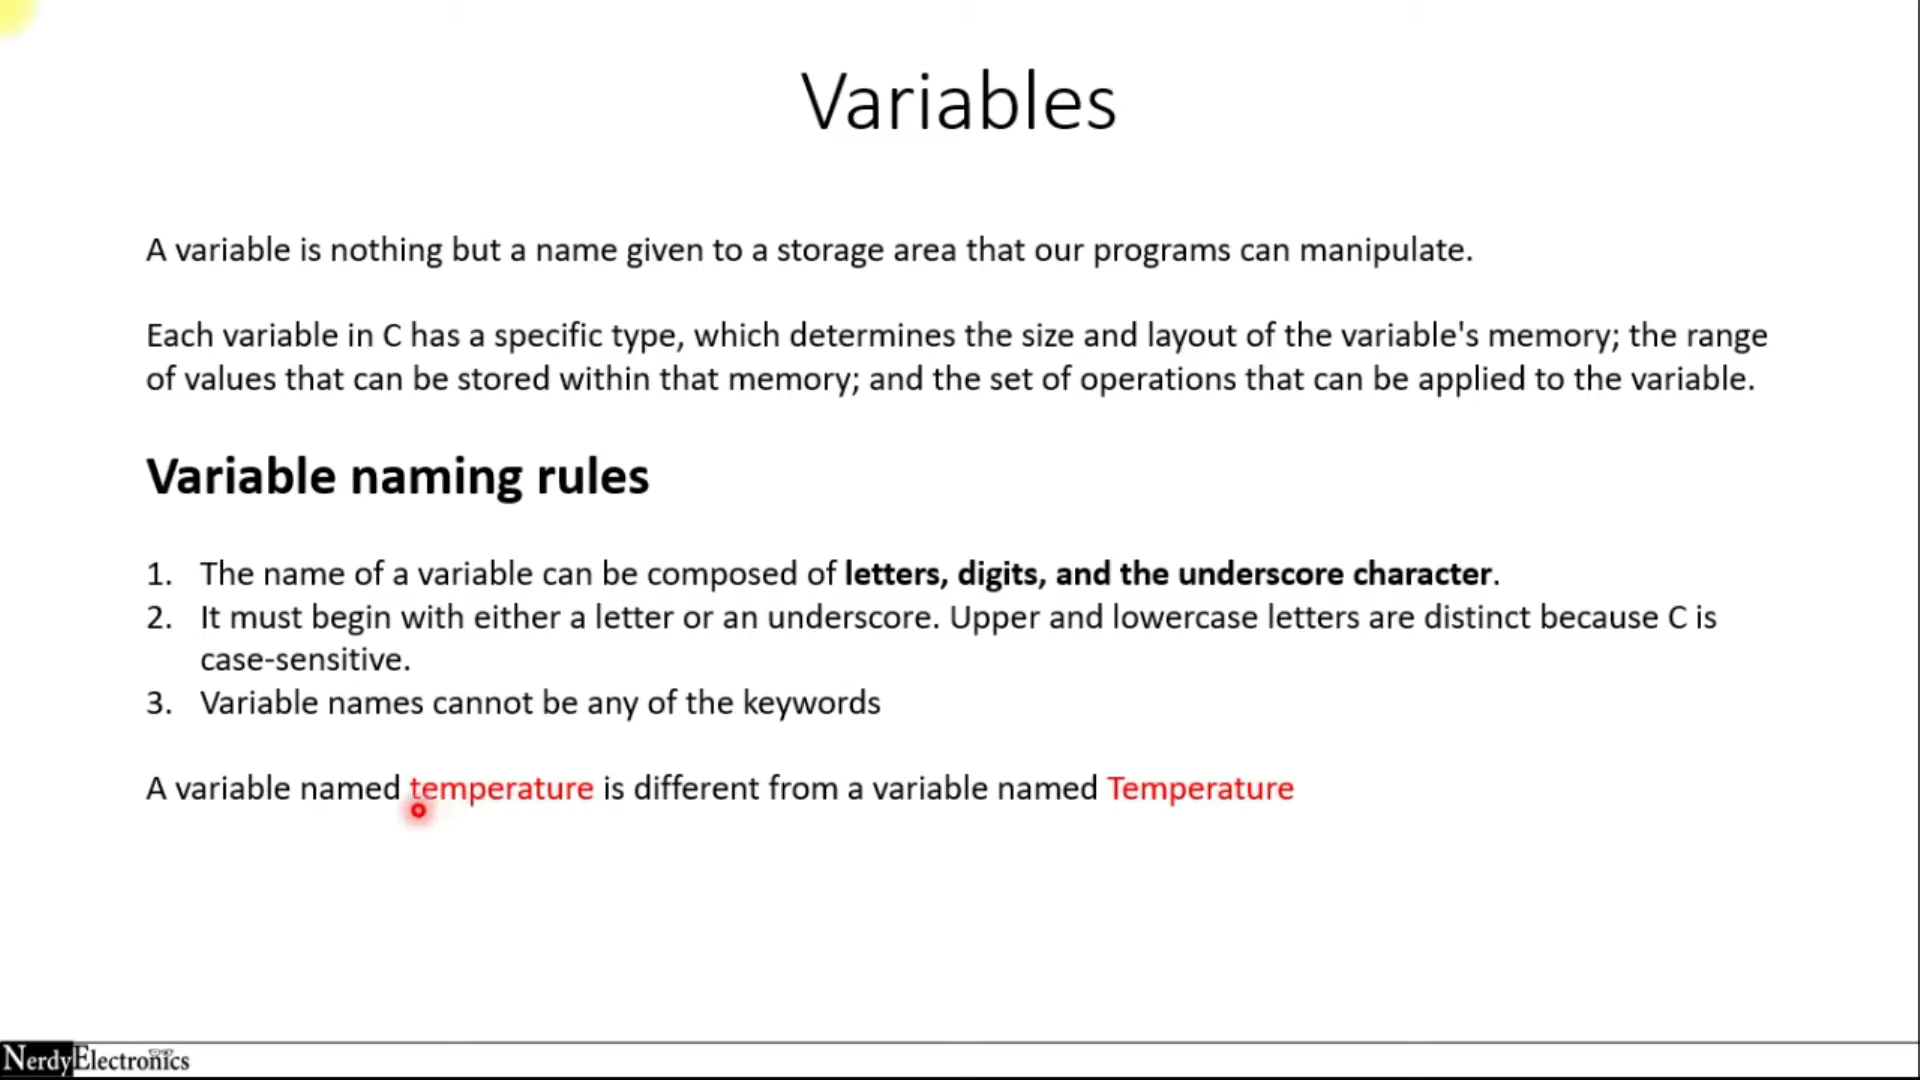 Variables
A variable is nothing but a name given to a storage area that our programs can manipulate.
Each variable in C has a specific type, which determines the size and layout of the variable's memory; the range
of values that can be stored within that memory; and the set of operations that can be applied to the variable.
Variable naming rules
1. The name of a variable can be composed of letters, digits, and the underscore character.
2. It must begin with either a letter or an underscore. Upper and lowercase letters are distinct because C is
case-sensitive.
3. Variable names cannot be any of the keywords
A variable named temperature is different from a variable named Temperature
NerdyElectronics